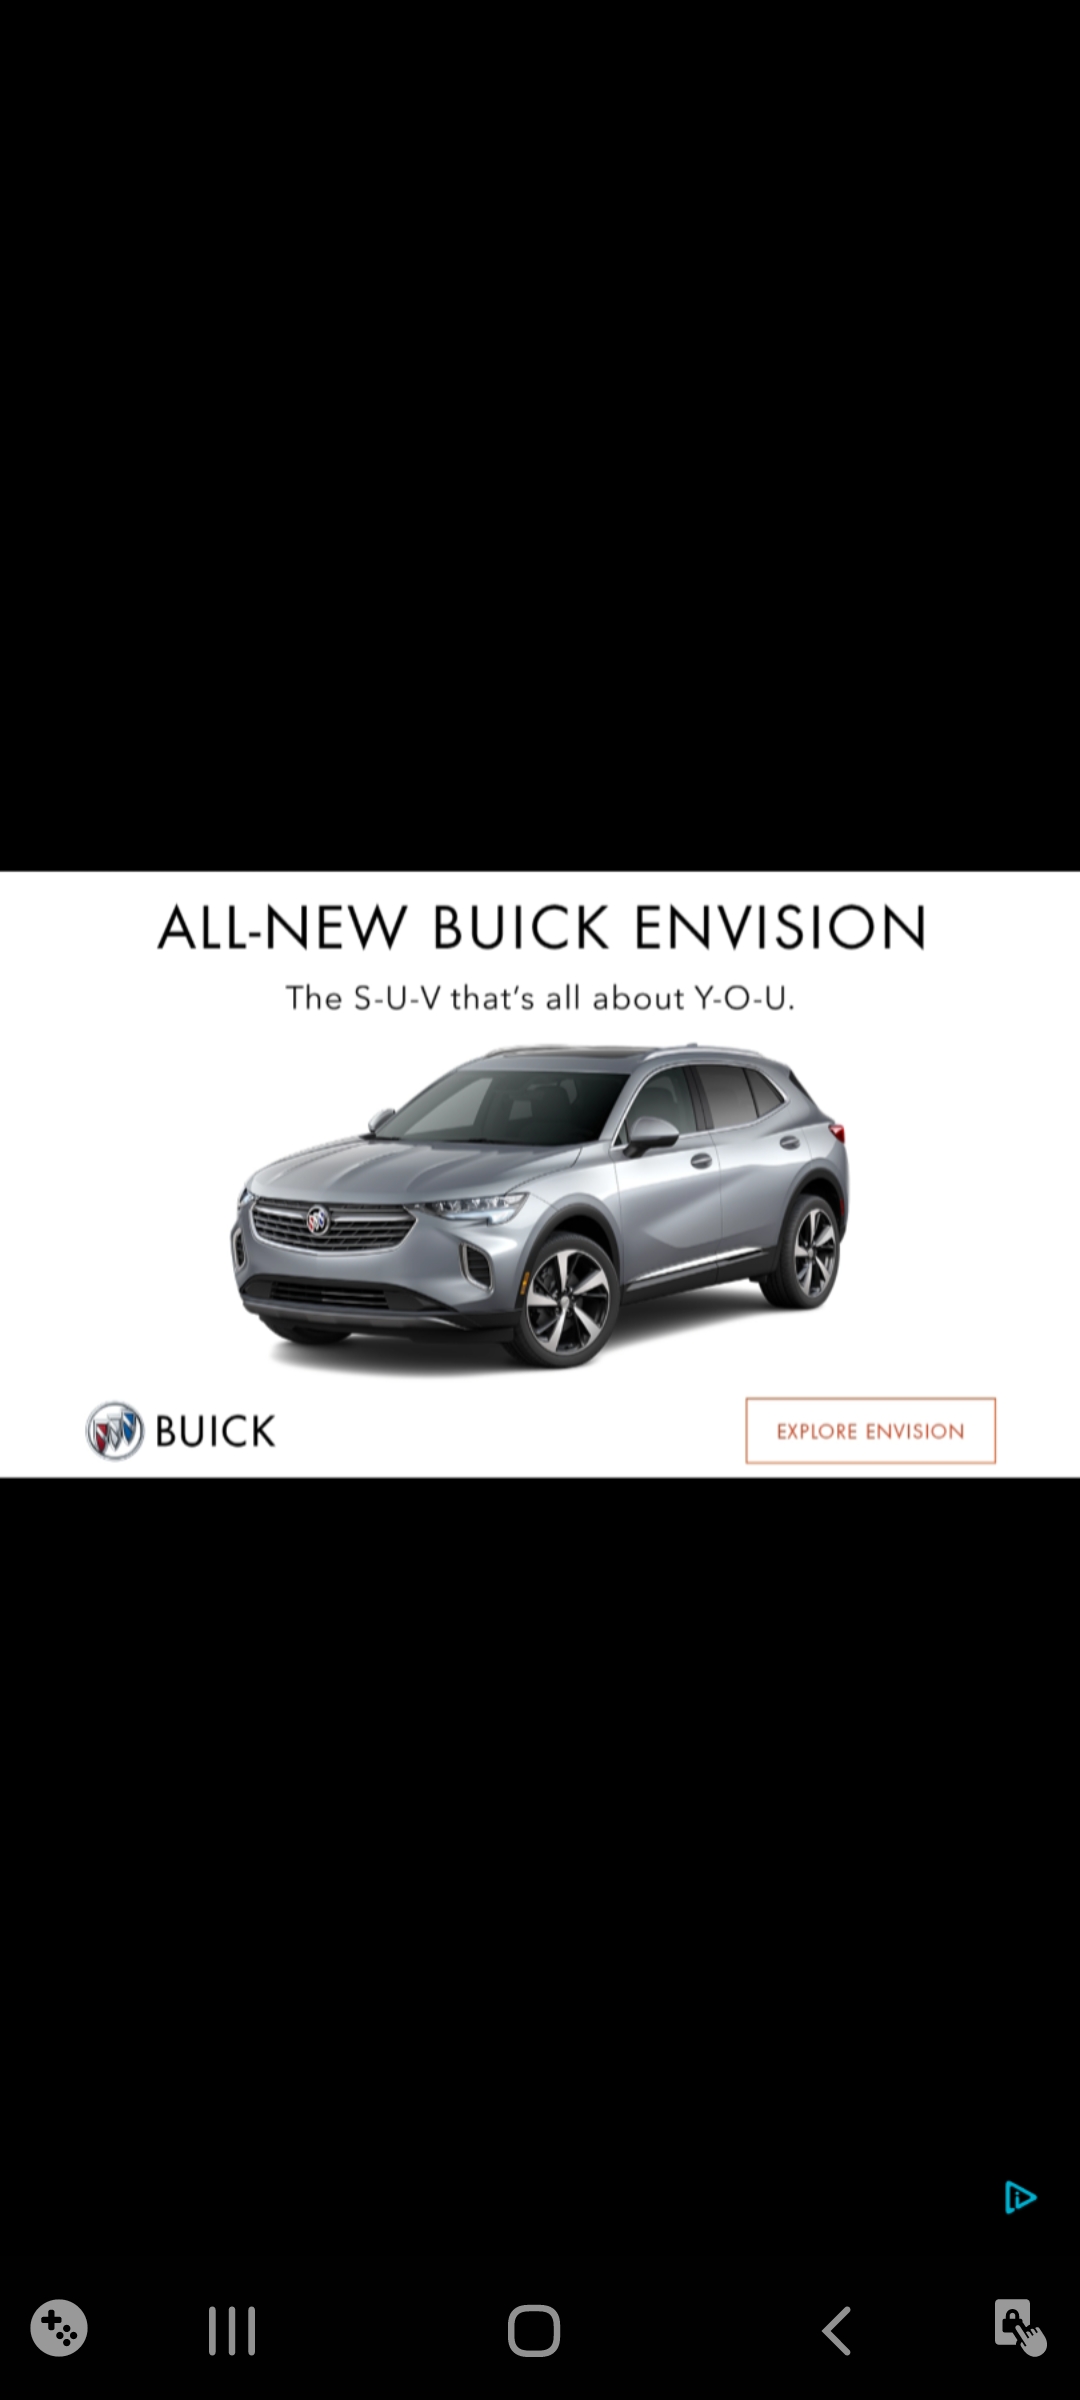 ALL-NEW BUICK ENVISION
The S-U-V that's all about Y-O-U.
BUICK
EXPLORE ENVISION